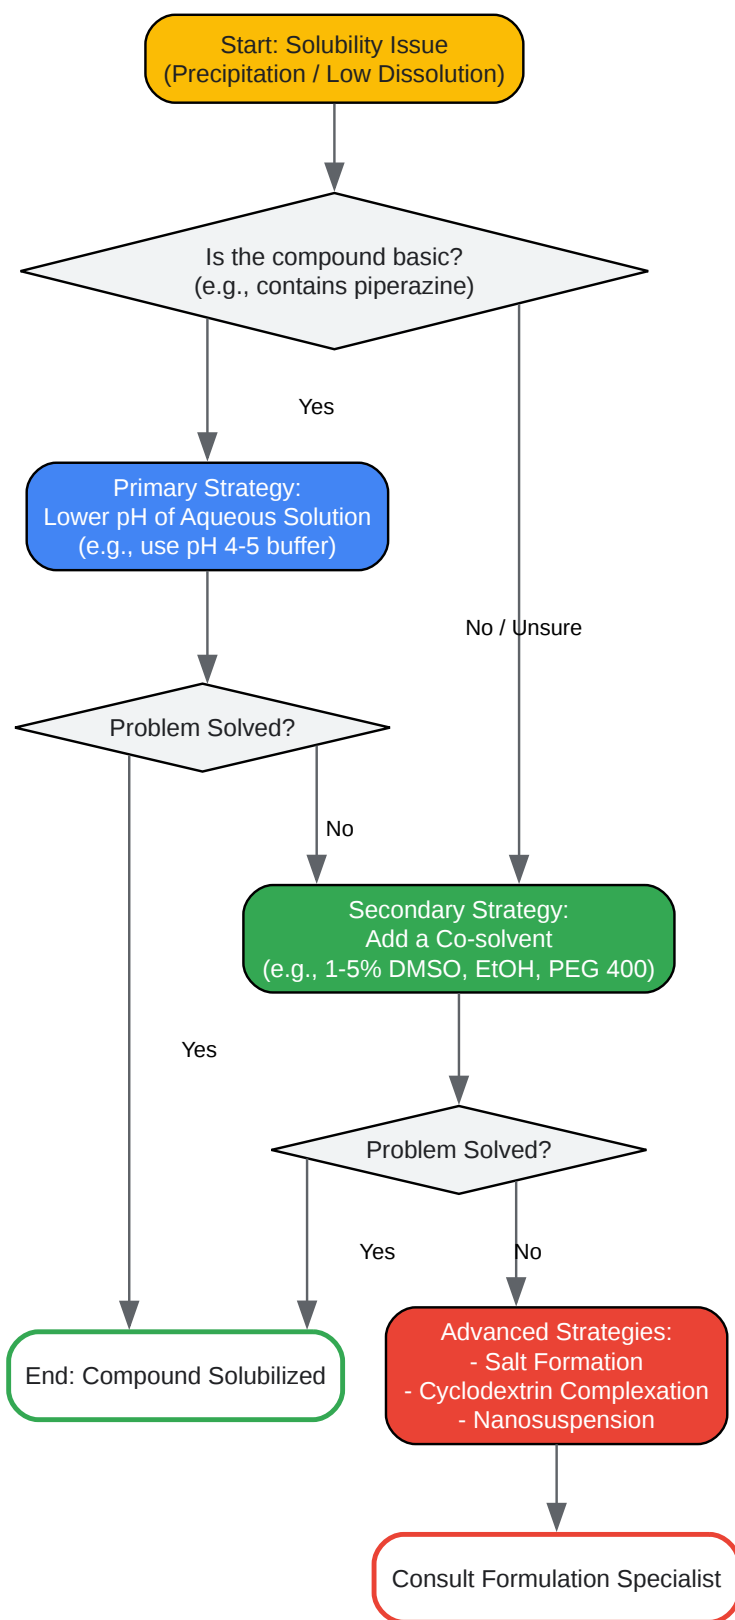 Start: Solubility Issue
(Precipitation / Low Dissolution)
Is the compound basic?
(e.g., contains piperazine)
Yes
Primary Strategy:
Lower pH of Aqueous Solution
(e.g., use pH 4-5 buffer)
No / Unsure
Problem Solved?
No
Secondary Strategy:
Add a Co-solvent
(e.g., 1-5% DMSO, EtOH, PEG 400)
Yes
Problem Solved?
Yes
No
Advanced Strategies:
- Salt Formation
- Cyclodextrin Complexation
- Nanosuspension
End: Compound Solubilized
Consult Formulation Specialist